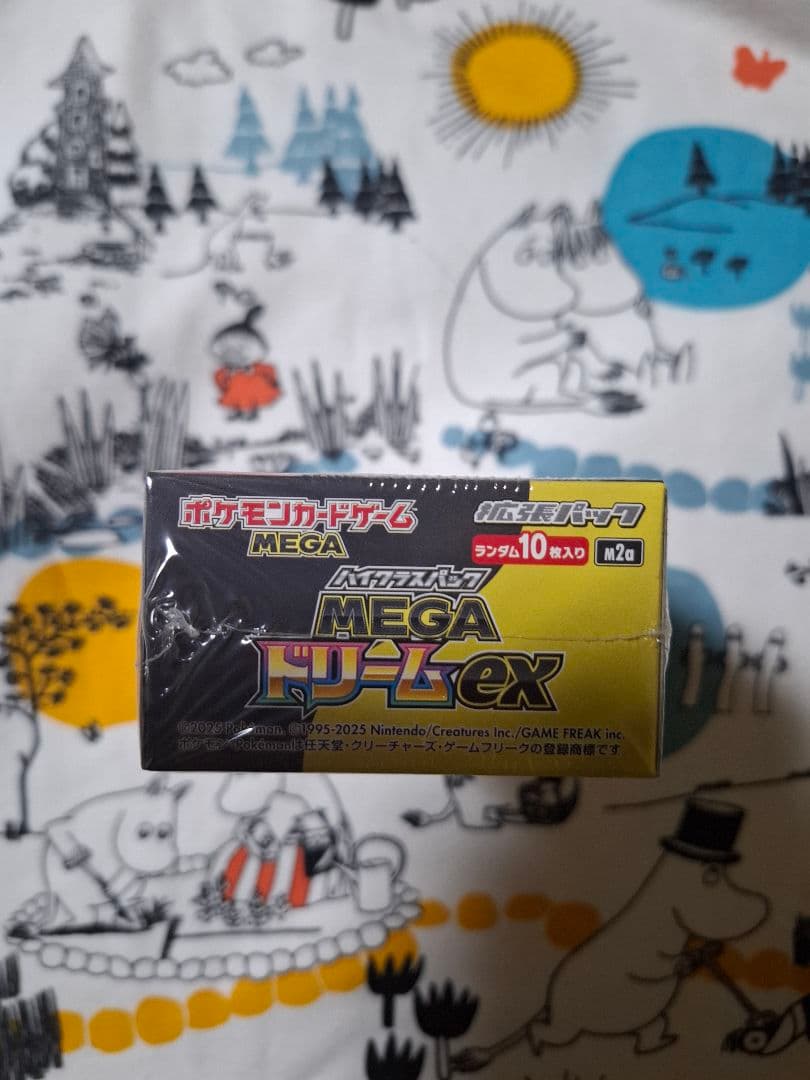 ポケモンカードゲーム
MEGA
拡張パック
ランダム10枚入り M2a
ハイクラスパック
MEGA
ドリームex
©2025 Pokémon. ©1995-2025 Nintendo/Creatures Inc./GAME FREAK inc.
ポケモン・Pokémonは任天堂・クリーチャーズ・ゲームフリークの登録商標です